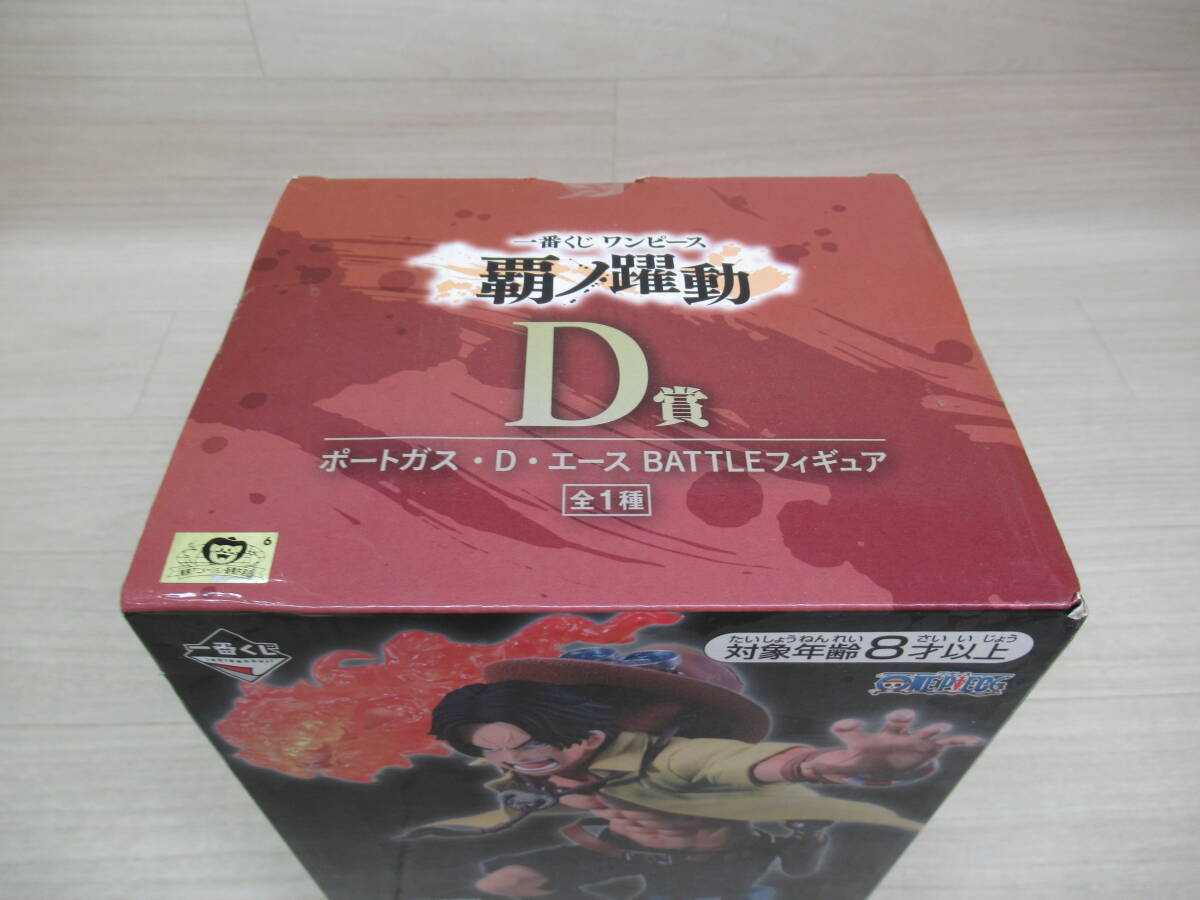 一番くじ ワンピース
覇ノ躍動
D賞
ポートガス・D・エース BATTLEフィギュア
全1種
6
一番くじ
たいしょうねんれい さいいじょう
対象年齢 8才以上
ONE PIECE